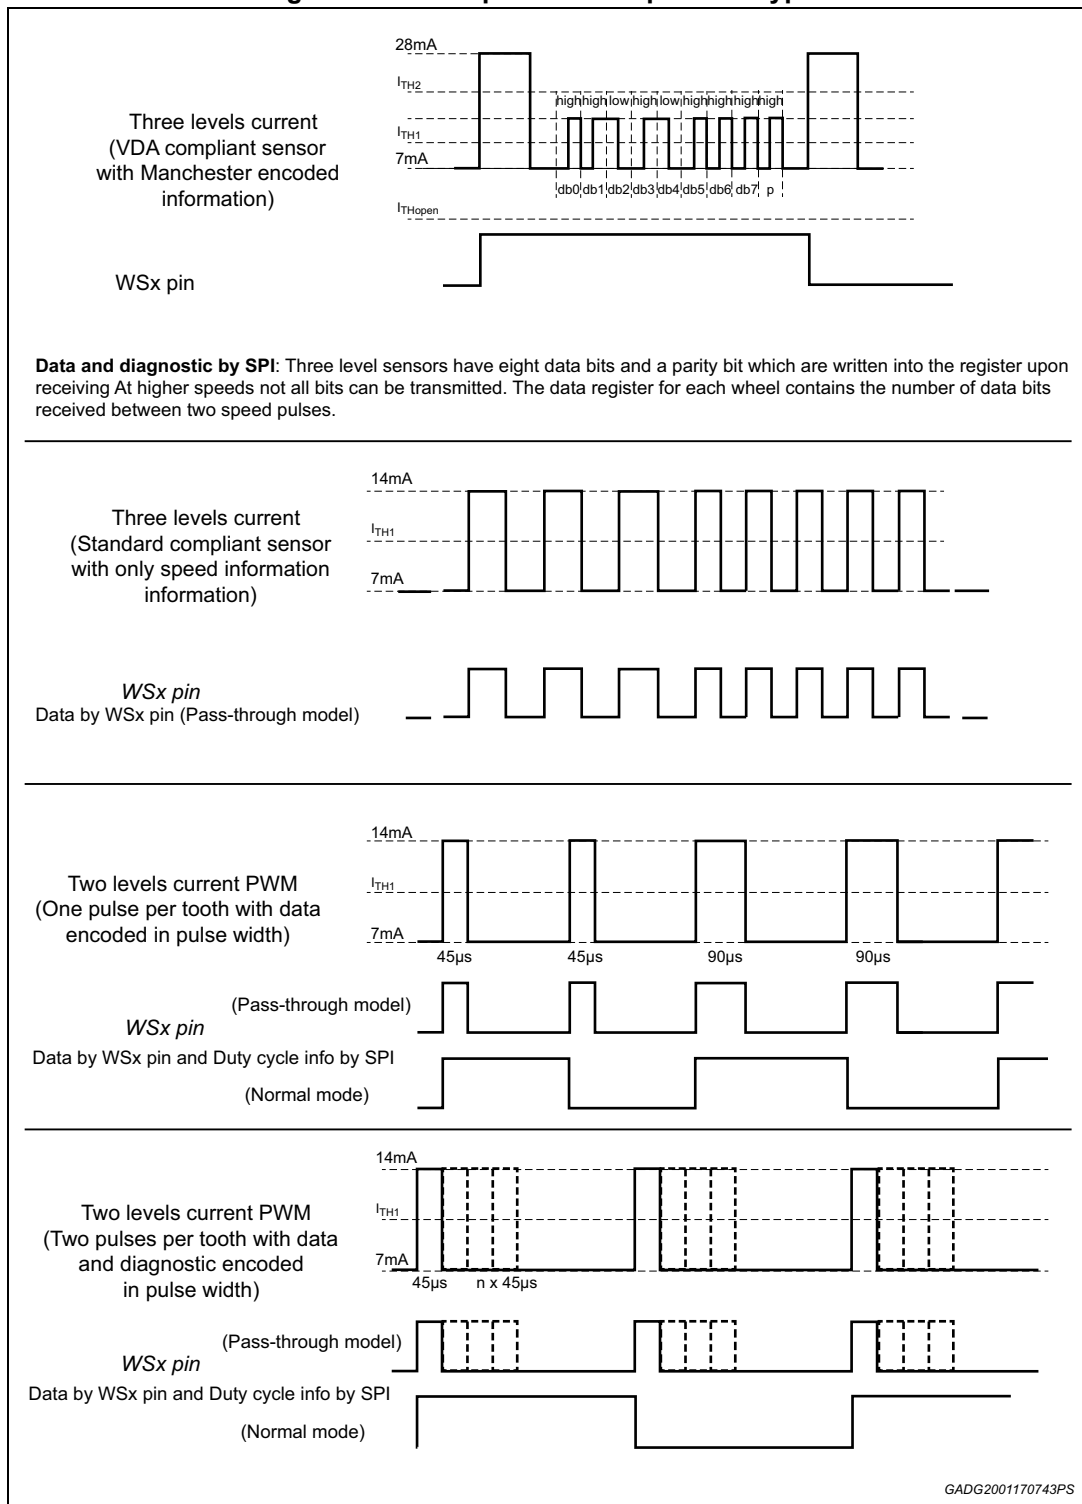 28mA
ITH2
high high low high low high high high high
Three levels current
(VDA compliant sensor
with Manchester encoded
information)
ITH1
7mA
db0 db1 db2 db3 db4 db5 db6 db7 p
ITHopen
WSx pin
Data and diagnostic by SPI: Three level sensors have eight data bits and a parity bit which are written into the register upon
receiving At higher speeds not all bits can be transmitted. The data register for each wheel contains the number of data bits
received between two speed pulses.
14mA
Three levels current
(Standard compliant sensor
with only speed information
information)
ITH1
7mA
WSx pin
Data by WSx pin (Pass-through model)
14mA
Two levels current PWM
(One pulse per tooth with data
encoded in pulse width)
ITH1
7mA
45µs 45µs 90µs 90µs
(Pass-through model)
WSx pin
Data by WSx pin and Duty cycle info by SPI
(Normal mode)
14mA
Two levels current PWM
(Two pulses per tooth with data
and diagnostic encoded
in pulse width)
ITH1
7mA
45µs n x 45µs
(Pass-through model)
WSx pin
Data by WSx pin and Duty cycle info by SPI
(Normal mode)
GADG2001170743PS